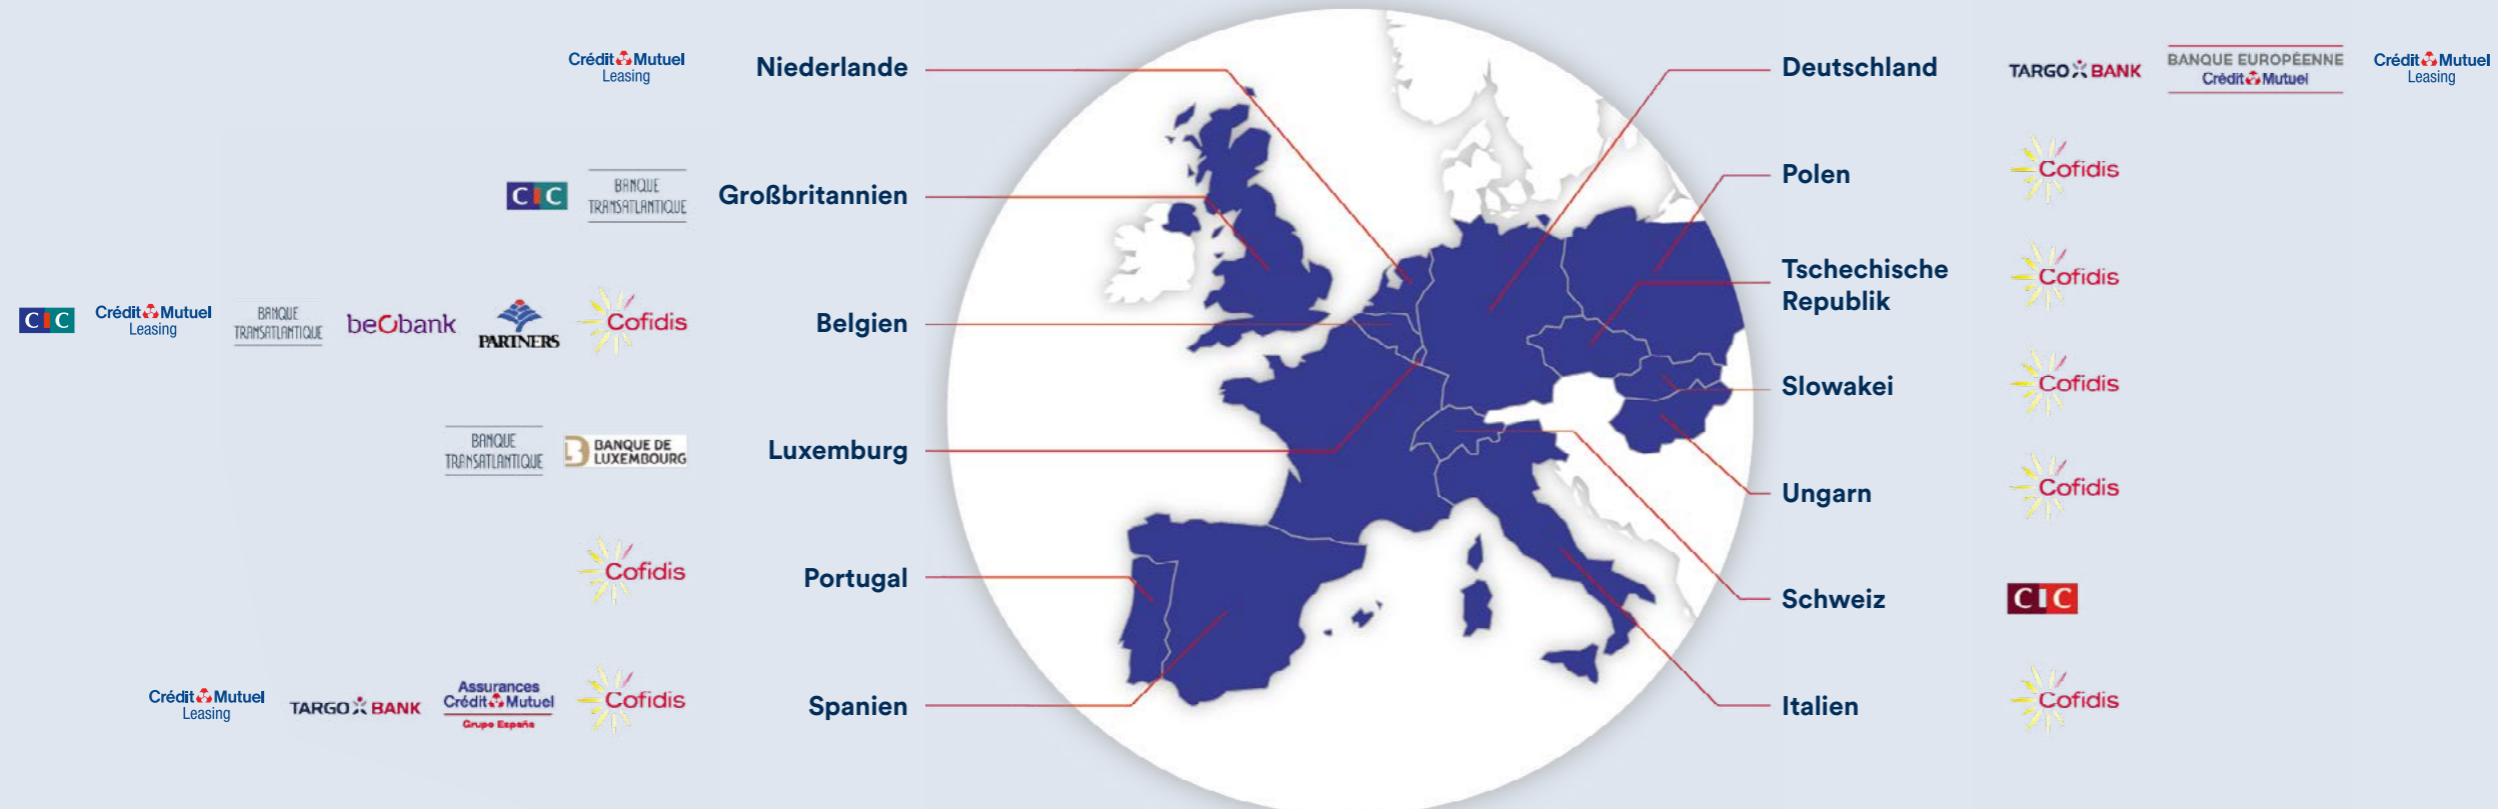 Crédit Mutuel
Leasing
Niederlande
CIC
BANQUE
TRANSATLANTIQUE
Großbritannien
CIC
Crédit Mutuel
Leasing
BANQUE
TRANSATLANTIQUE
beobank
PARTNERS
Cofidis
Belgien
BANQUE
TRANSATLANTIQUE
BANQUE DE
LUXEMBOURG
Luxemburg
Cofidis
Portugal
Crédit Mutuel
Leasing
TARGO BANK
Assurances
Crédit Mutuel
Grupo España
Cofidis
Spanien
Deutschland
TARGO BANK
BANQUE EUROPÉENNE
Crédit Mutuel
Crédit Mutuel
Leasing
Polen
Cofidis
Tschechische
Republik
Cofidis
Slowakei
Cofidis
Ungarn
Cofidis
Schweiz
CIC
Italien
Cofidis